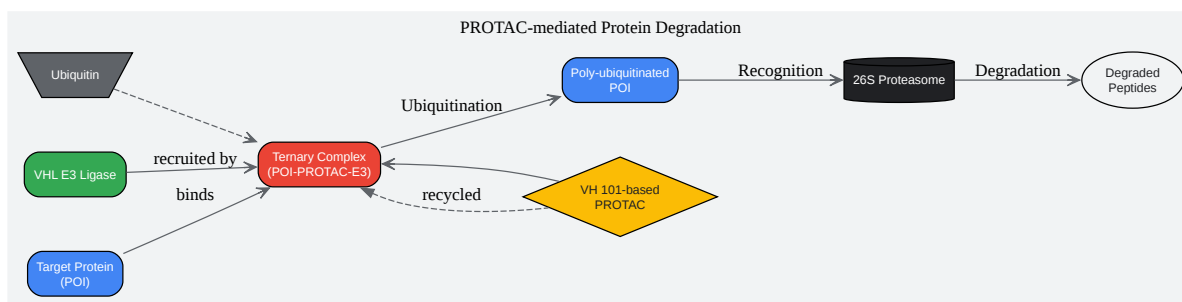 PROTAC-mediated Protein Degradation
Ubiquitin
Poly-ubiquitinated
POI
Recognition
26S Proteasome
Degradation
Degraded
Peptides
Ubiquitination
VHL E3 Ligase
recruited by
Ternary Complex
(POI-PROTAC-E3)
binds
recycled
VH 101-based
PROTAC
Target Protein
(POI)